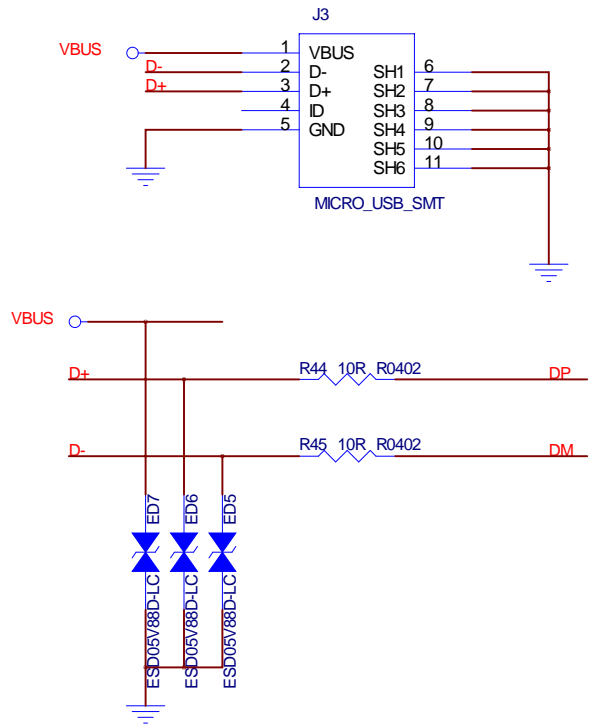 J3
VBUS
1 VBUS
D- 2 D- SH1 6
D+ 3 D+ SH2 7
4 ID SH3 8
5 GND SH4 9
SH5 10
SH6 11
MICRO_USB_SMT
VBUS
D+ R44 10R R0402 DP
D- R45 10R R0402 DM
ED7
ED6
ED5
ESD05V88D-LC
ESD05V88D-LC
ESD05V88D-LC